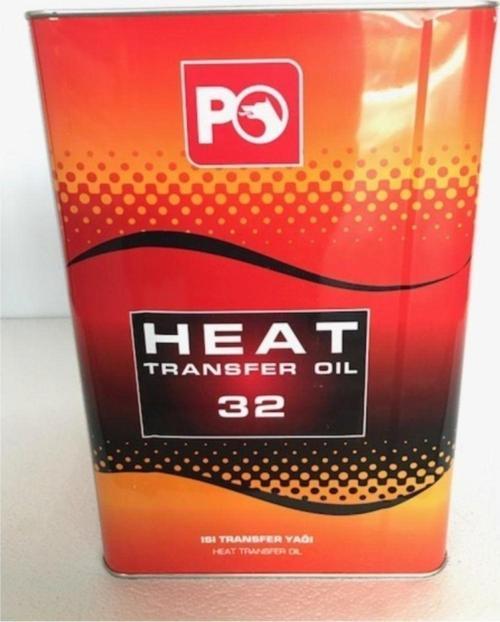 PO
HEAT
TRANSFER OIL
32
ISI TRANSFER YAĞI
HEAT TRANSFER OIL